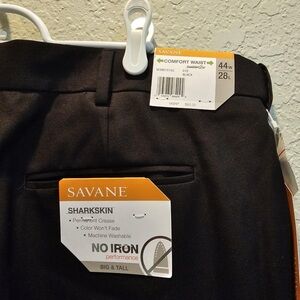 SAVANE
COMFORT WAIST
44W
28L
BLACK
SAVANE
SHARKSKIN
• Permanent Crease
• Color Won't Fade
• Machine Washable
NO IRON
performance
BIG & TALL